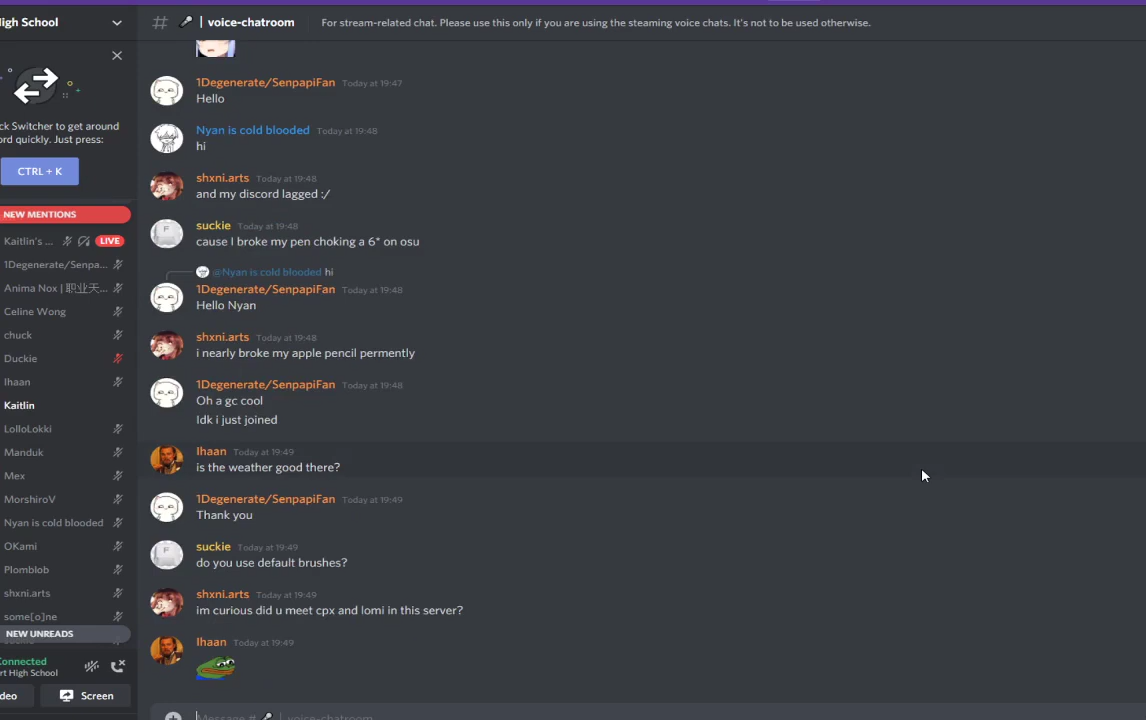 High School
voice-chatroom
For stream-related chat. Please use this only if you are using the steaming voice chats. It's not to be used otherwise.
ck Switcher to get around
ord quickly. Just press:
CTRL + K
NEW MENTIONS
Kaitlin's ...
LIVE
1Degenerate/Senpa...
Anima Nox | 职业天...
Celine Wong
chuck
Duckie
Ihaan
Kaitlin
LolloLokki
Manduk
Mex
MorshiroV
Nyan is cold blooded
OKami
Plomblob
shxni.arts
some[o]ne
NEW UNREADS
Connected
rt High School
deo
Screen
1Degenerate/SenpapiFan Today at 19:47
Hello
Nyan is cold blooded Today at 19:48
hi
shxni.arts Today at 19:48
and my discord lagged :/
suckie Today at 19:48
cause I broke my pen choking a 6* on osu
@Nyan is cold blooded hi
1Degenerate/SenpapiFan Today at 19:48
Hello Nyan
shxni.arts Today at 19:48
i nearly broke my apple pencil permently
1Degenerate/SenpapiFan Today at 19:48
Oh a gc cool
Idk i just joined
Ihaan Today at 19:49
is the weather good there?
1Degenerate/SenpapiFan Today at 19:49
Thank you
suckie Today at 19:49
do you use default brushes?
shxni.arts Today at 19:49
im curious did u meet cpx and lomi in this server?
Ihaan Today at 19:49
Message # voice-chatroom